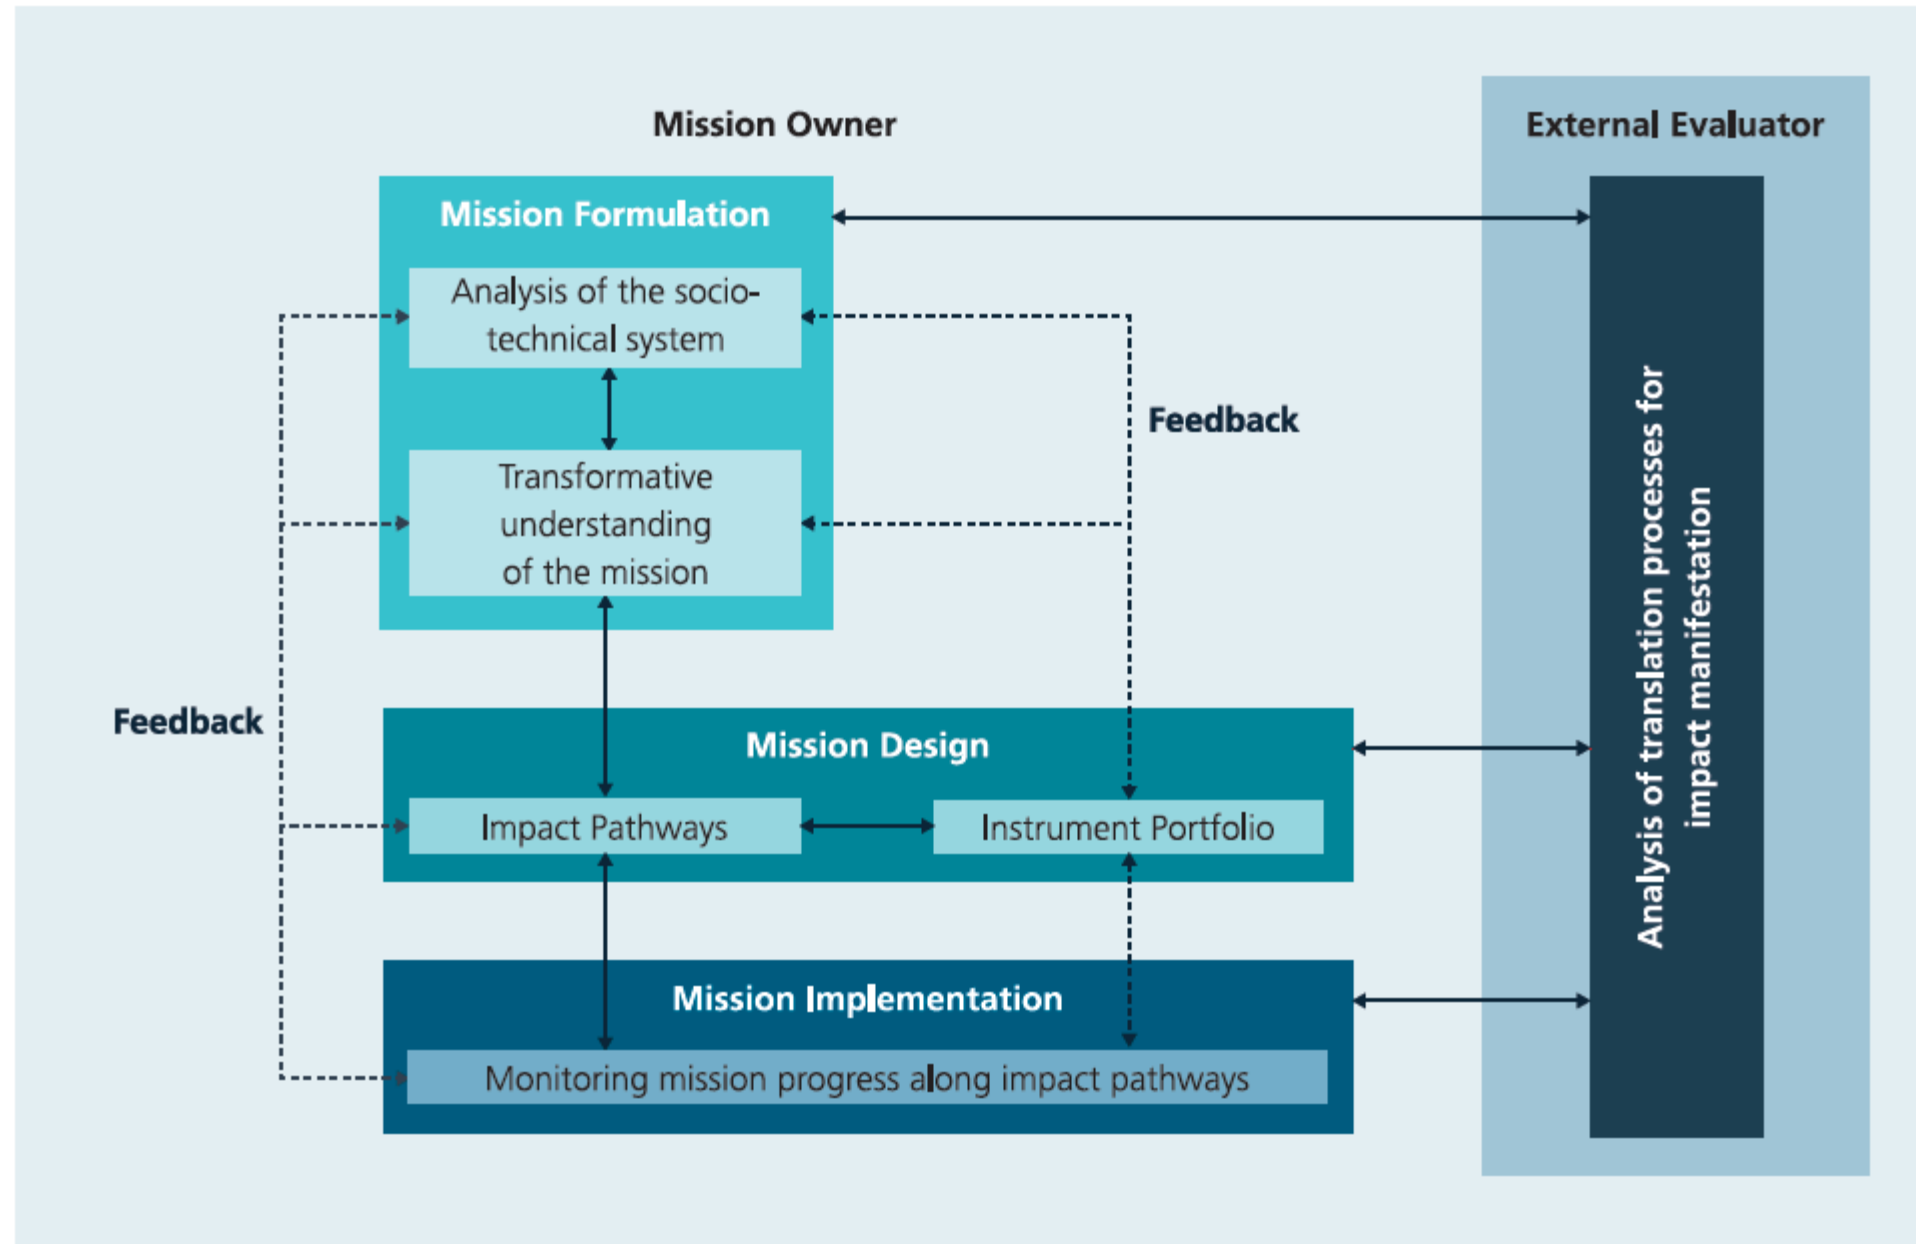 Mission Owner
External Evaluator
Mission Formulation
Analysis of the socio-
technical system
Feedback
Transformative
understanding
of the mission
Feedback
Mission Design
Impact Pathways
Instrument Portfolio
Mission Implementation
Monitoring mission progress along impact pathways
Analysis of translation processes for
impact manifestation